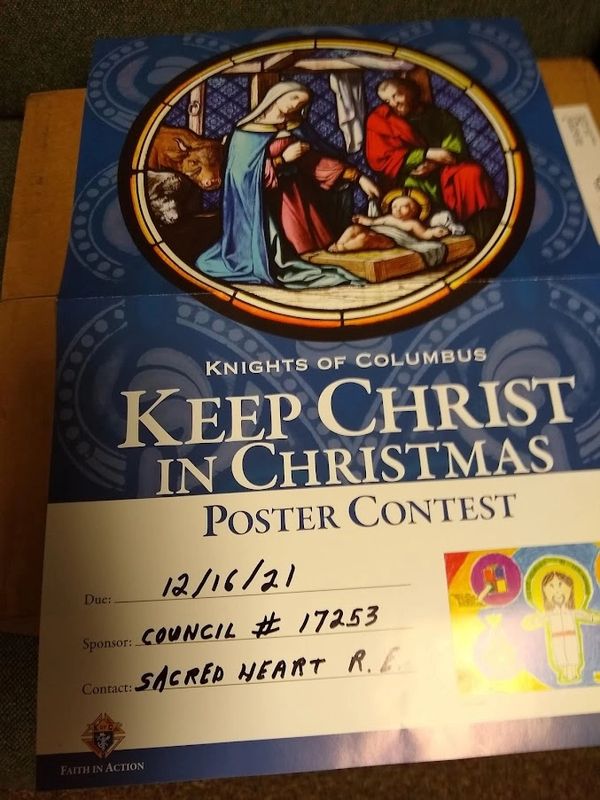 KNIGHTS OF COLUMBUS
KEEP CHRIST
IN CHRISTMAS
POSTER CONTEST
Due: 12/16/21
Sponsor: COUNCIL # 17253
Contact: SACRED HEART R.E.
FAITH IN ACTION